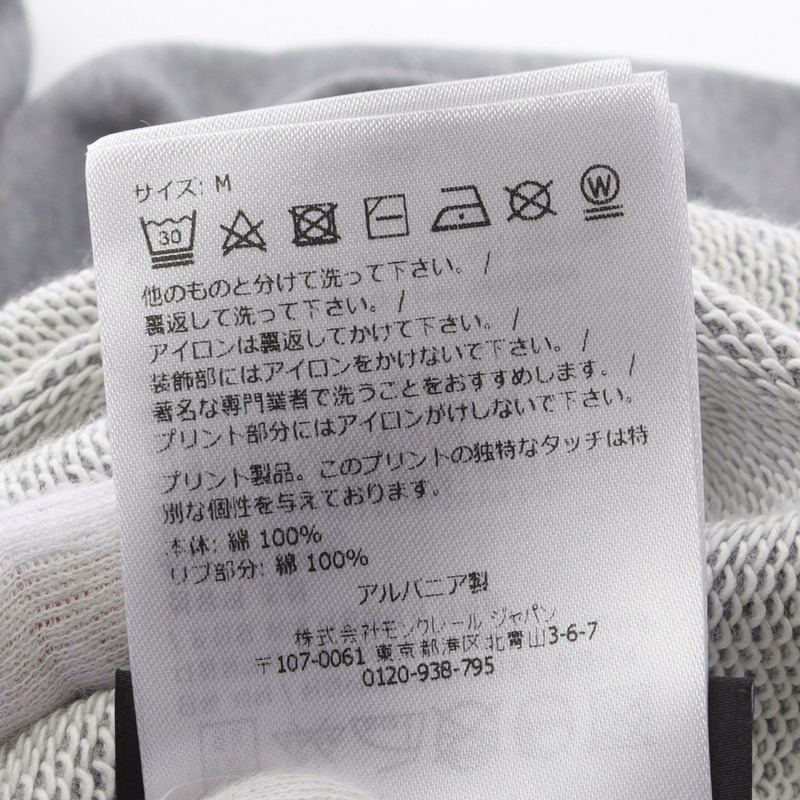 サイズ: M
30 W
他のものと分けて洗って下さい。 /
裏返して洗って下さい。 /
アイロンは裏返してかけて下さい。 /
装飾部にはアイロンをかけないで下さい。 /
著名な専門業者で洗うことをおすすめします。 /
プリント部分にはアイロンがけしないで下さい。
プリント製品。このプリントの独特なタッチは特
別な個性を与えております。
本体: 綿 100%
リブ部分: 綿 100%
アルバニア製
株式会社モンクレール ジャパン
〒107-0061 東京都港区北青山3-6-7
0120-938-795